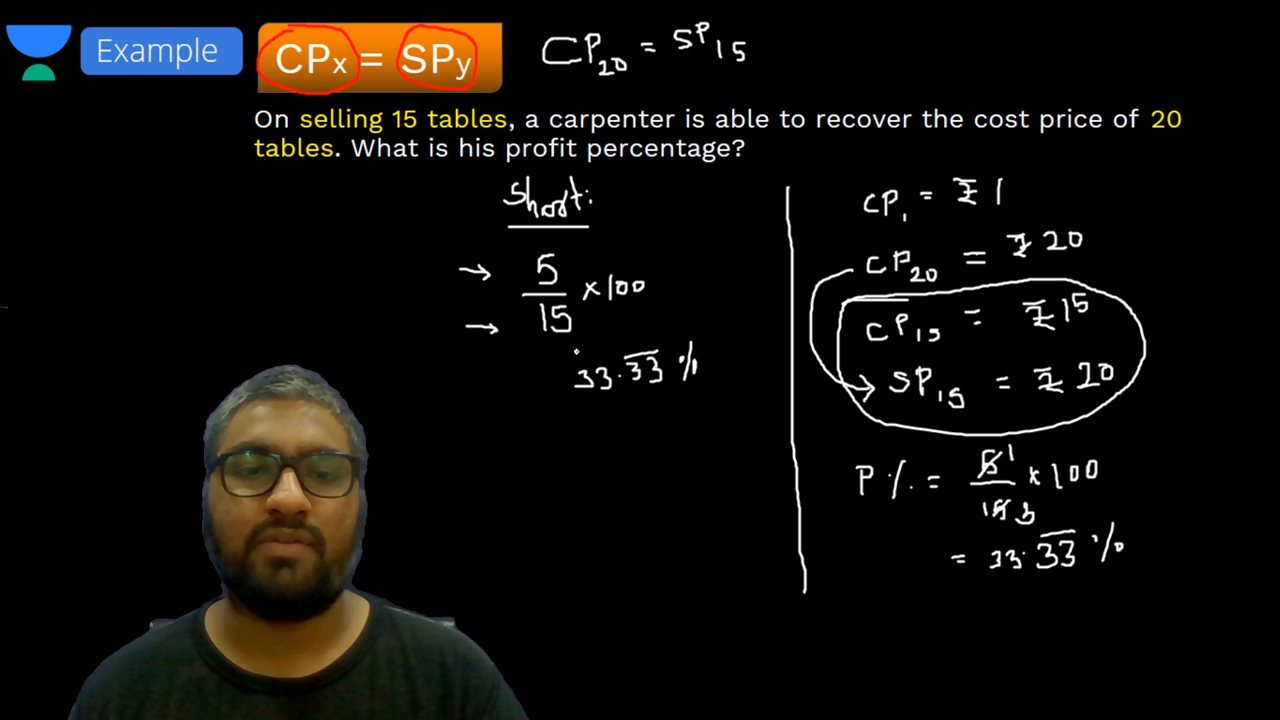 Example
CPx = SPy
CP20 = SP15
On selling 15 tables, a carpenter is able to recover the cost price of 20
tables. What is his profit percentage?
Short:
→ 5/15 × 100
33.33 %
CP1 = ₹ 1
CP20 = ₹ 20
CP15 = ₹ 15
SP15 = ₹ 20
P % = 5 1/15 3 × 100
= 33.33 %